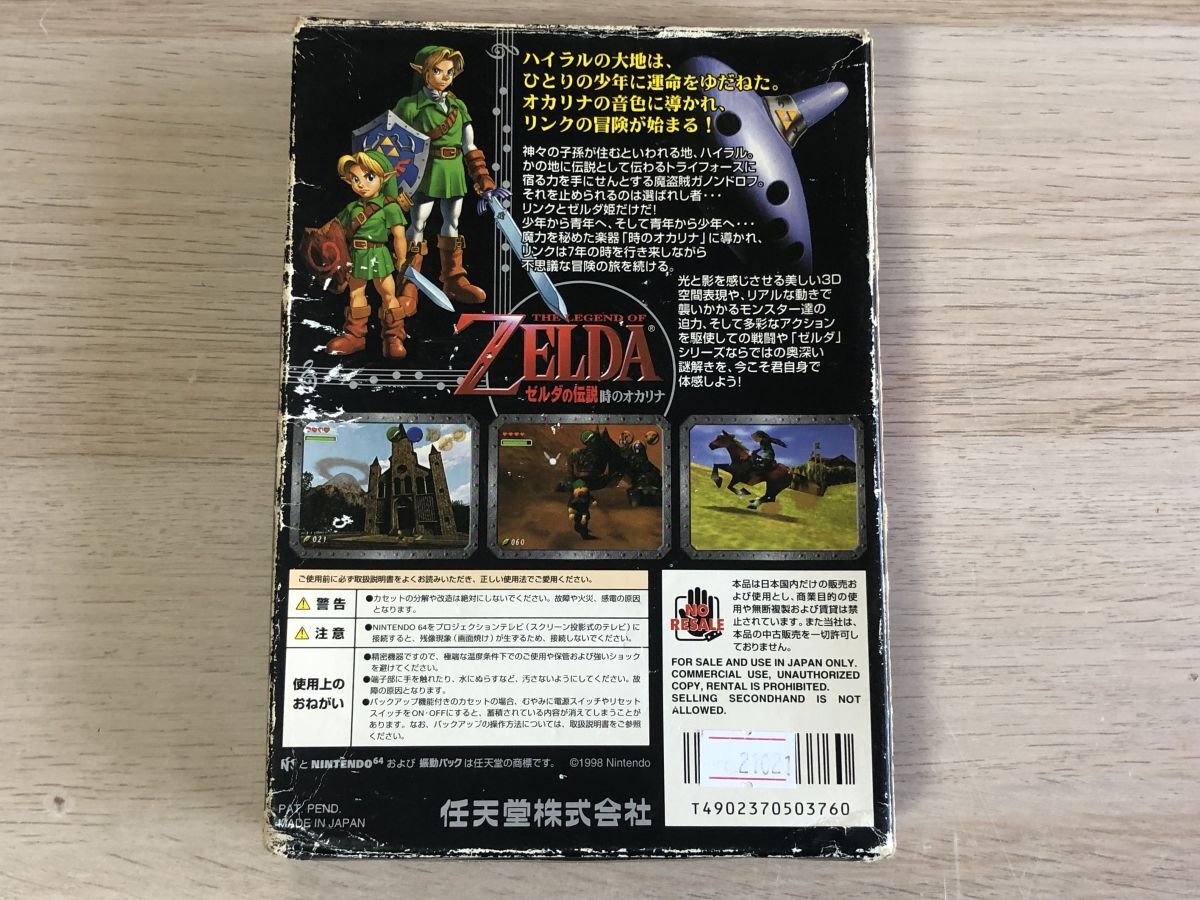 ハイラルの大地は、
ひとりの少年に運命をゆだねた。
オカリナの音色に導かれ、
リンクの冒険が始まる！
神々の子孫が住むといわれる地、ハイラル。
かの地に伝説として伝わるトライフォースに
宿る力を手にせんとする魔盗賊ガノンドロフ。
それを止められるのは選ばれし者･･･
リンクとゼルダ姫だけだ！
少年から青年へ、そして青年から少年へ･･･
魔力を秘めた楽器「時のオカリナ」に導かれ、
リンクは7年の時を行き来しながら
不思議な冒険の旅を続ける。
光と影を感じさせる美しい3D
空間表現や、リアルな動きで
襲いかかるモンスター達の
迫力、そして多彩なアクション
を駆使しての戦闘や「ゼルダ」
シリーズならではの奥深い
謎解きを、今こそ君自身で
体感しよう！
THE LEGEND OF
ZELDA®
ゼルダの伝説 時のオカリナ
021
060
ご使用前に必ず取扱説明書をよくお読みいただき、正しい使用法でご愛用ください。
警告
●カセットの分解や改造は絶対にしないでください。故障や火災、感電の原因
となります。
注意
●NINTENDO 64をプロジェクションテレビ（スクリーン投影式のテレビ）に
接続すると、残像現象（画面焼け）が生ずるため、接続しないでください。
使用上の
おねがい
●精密機器ですので、極端な温度条件下でのご使用や保管および強いショック
を避けてください。
●端子部に手を触れたり、水にぬらすなど、汚さないようにしてください。故
障の原因となります。
●バックアップ機能付きのカセットの場合、むやみに電源スイッチやリセット
スイッチをON･OFFにすると、蓄積されている内容が消えてしまうことが
あります。なお、バックアップの操作方法については、取扱説明書をご参照
ください。
NO
RESALE
本品は日本国内だけの販売お
よび使用とし、商業目的の使
用や無断複製および賃貸は禁
止されています。また当社は、
本品の中古販売を一切許可し
ておりません。
FOR SALE AND USE IN JAPAN ONLY.
COMMERCIAL USE, UNAUTHORIZED
COPY, RENTAL IS PROHIBITED.
SELLING SECONDHAND IS NOT
ALLOWED.
21021
T4902370503760
と NINTENDO64 および 振動パックは任天堂の商標です。 ©1998 Nintendo
PAT. PEND.
MADE IN JAPAN
任天堂株式会社